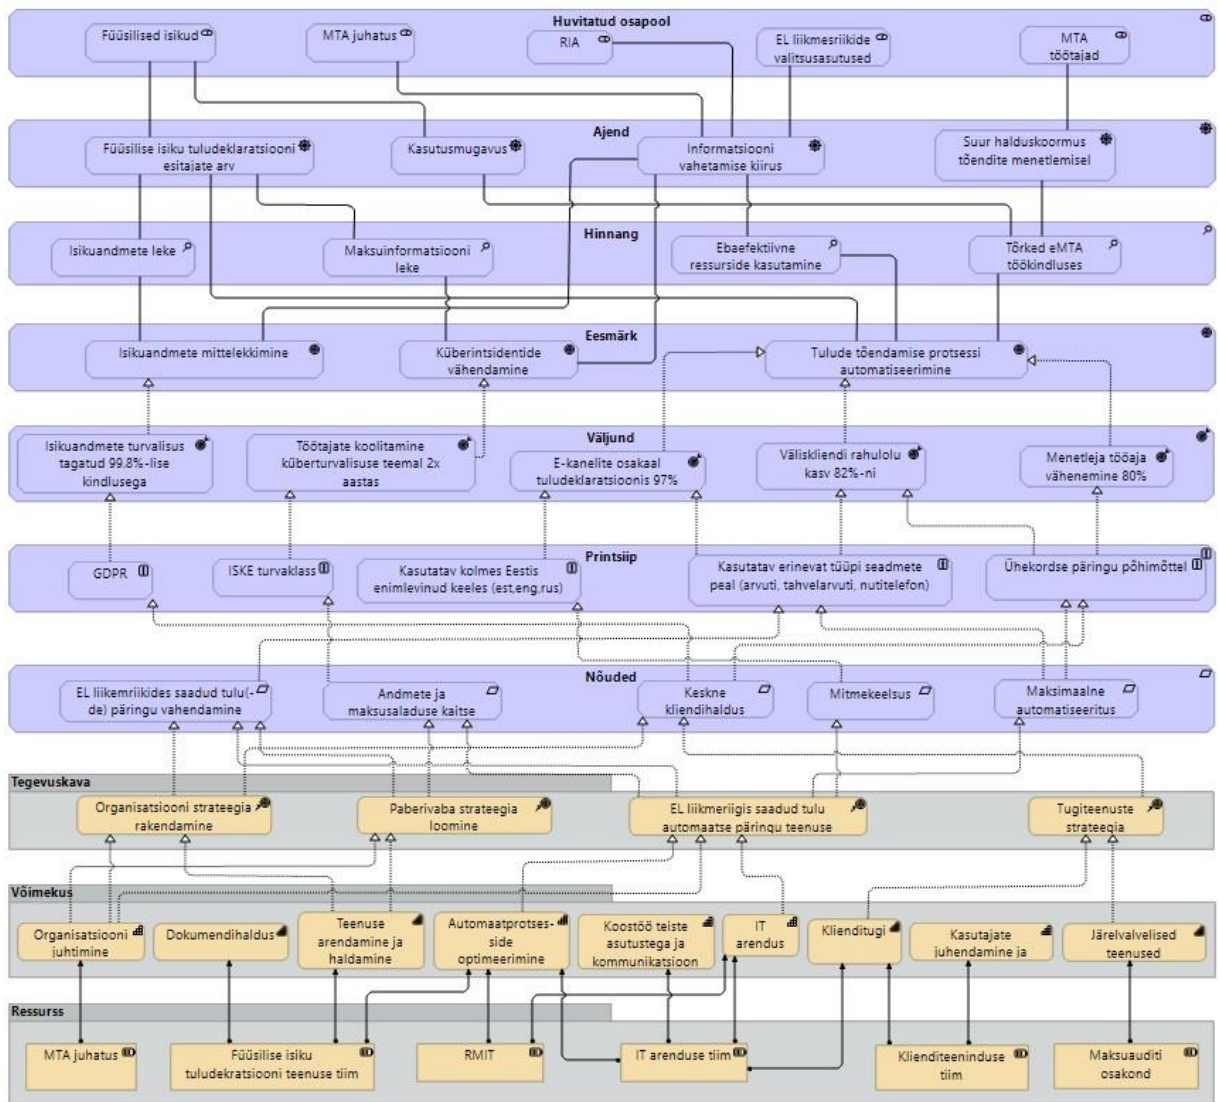 Huvitatud osapool
Füüsilised isikud
MTA juhatus
RIA
EL liikmesriikide
valitsusasutused
MTA
töötajad
Ajend
Füüsilise isiku tuludeklaratsiooni
esitajate arv
Kasutusmugavus
Informatsiooni
vahetamise kiirus
Suur halduskoormus
tõendite menetlemisel
Hinnang
Isikuandmete leke
Maksuinformatsiooni
leke
Ebaefektiivne
ressurside kasutamine
Tõrked eMTA
töökindluses
Eesmärk
Isikuandmete mittelekkimine
Küberintsidentide
vähendamine
Tulude tõendamise protsessi
automatiseerimine
Väljund
Isikuandmete turvalisus
tagatud 99.8%-lise
kindlusega
Töötajate koolitamine
küberturvalisuse teemal 2x
aastas
E-kanelite osakaal
tuludeklaratsioonis 97%
Väliskliendi rahulolu
kasv 82%-ni
Menetleja tööaja
vähenemine 80%
Printsiip
GDPR
ISKE turvaklass
Kasutatav kolmes Eestis
enimlevinud keeles (est,eng,rus)
Kasutatav erinevat tüüpi seadmete
peal (arvuti, tahvelarvuti, nutitelefon)
Ühekordse päringu põhimõttel
Nõuded
EL liikemriikides saadud tulu(-
de) päringu vahendamine
Andmete ja
maksusaladuse kaitse
Keskne
kliendihaldus
Mitmekeelsus
Maksimaalne
automatiseeritus
Tegevuskava
Organisatsiooni strateegia
rakendamine
Paberivaba strateegia
loomine
EL liikmeriigis saadud tulu
automaatse päringu teenuse
Tugiteenuste
strateegia
Võimekus
Organisatsiooni
juhtimine
Dokumendihaldus
Teenuse
arendamine ja
haldamine
Automaatprotses-
side
optimeerimine
Koostöö teiste
asutustega ja
kommunikatsioon
IT
arendus
Klienditugi
Kasutajate
juhendamine ja
Järelvalvelised
teenused
Ressurss
MTA juhatus
Füüsilise isiku
tuludekratsiooni teenuse tiim
RMIT
IT arenduse tiim
Klienditeeninduse
tiim
Maksuauditi
osakond